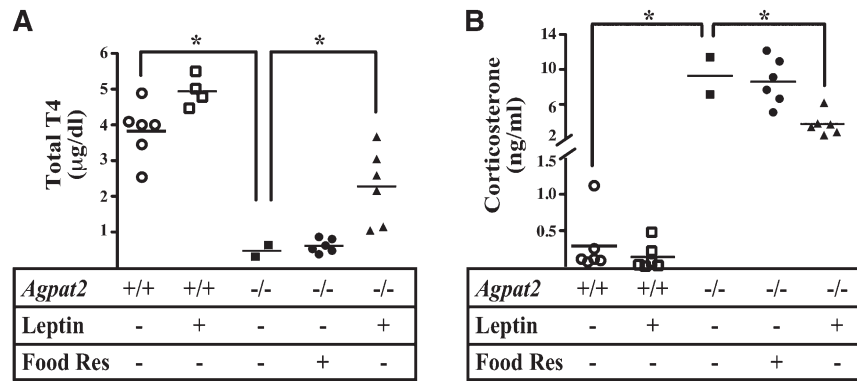 A
*
*
6
5
4
3
2
1
Total T4
(µg/dl)
Agpat2 +/+ +/+ -/- -/- -/-
Leptin - + - - +
Food Res - - - + -
B
*
*
14
10
6
2
1.5
1.0
0.5
Corticosterone
(ng/ml)
Agpat2 +/+ +/+ -/- -/- -/-
Leptin - + - - +
Food Res - - - + -